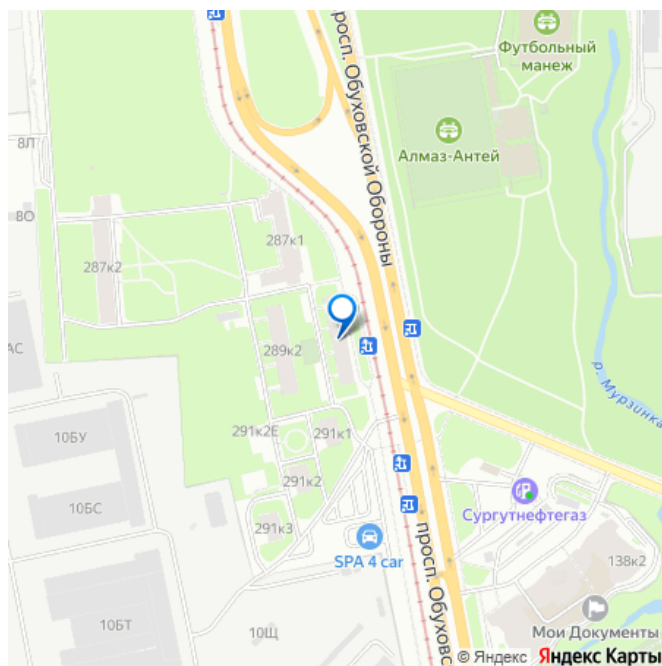 Футбольный
манеж
просп. Обуховской Обороны
Алмаз-Антей
8Л
8О
287к1
287к2
АС
289к2
р. Мурзинка
10БУ
291к2Е
291к1
10БС
291к2
Сургутнефтегаз
291к3
SPA 4 car
просп. Обуховс
138к2
10БТ
10Щ
Мои Документы
© Яндекс Яндекс Карты